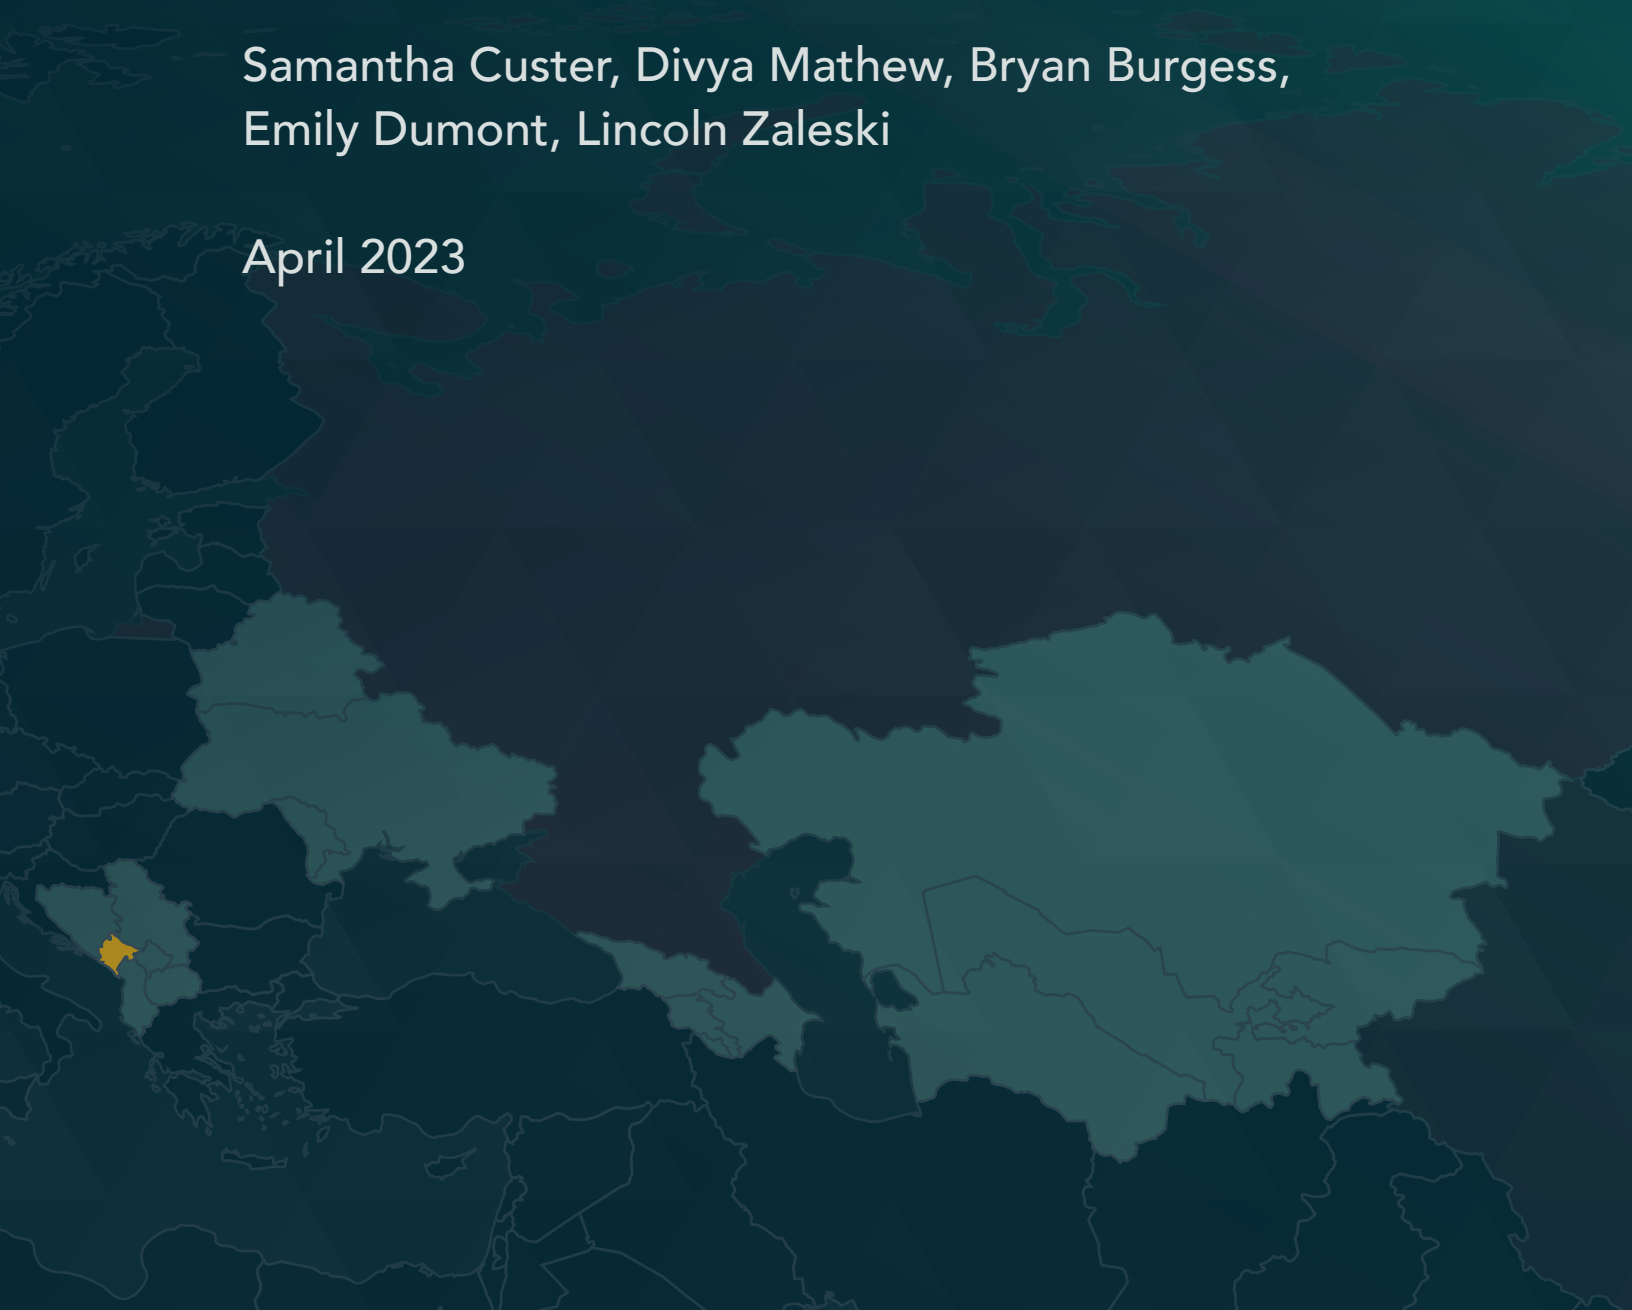 Samantha Custer, Divya Mathew, Bryan Burgess,
Emily Dumont, Lincoln Zaleski
April 2023